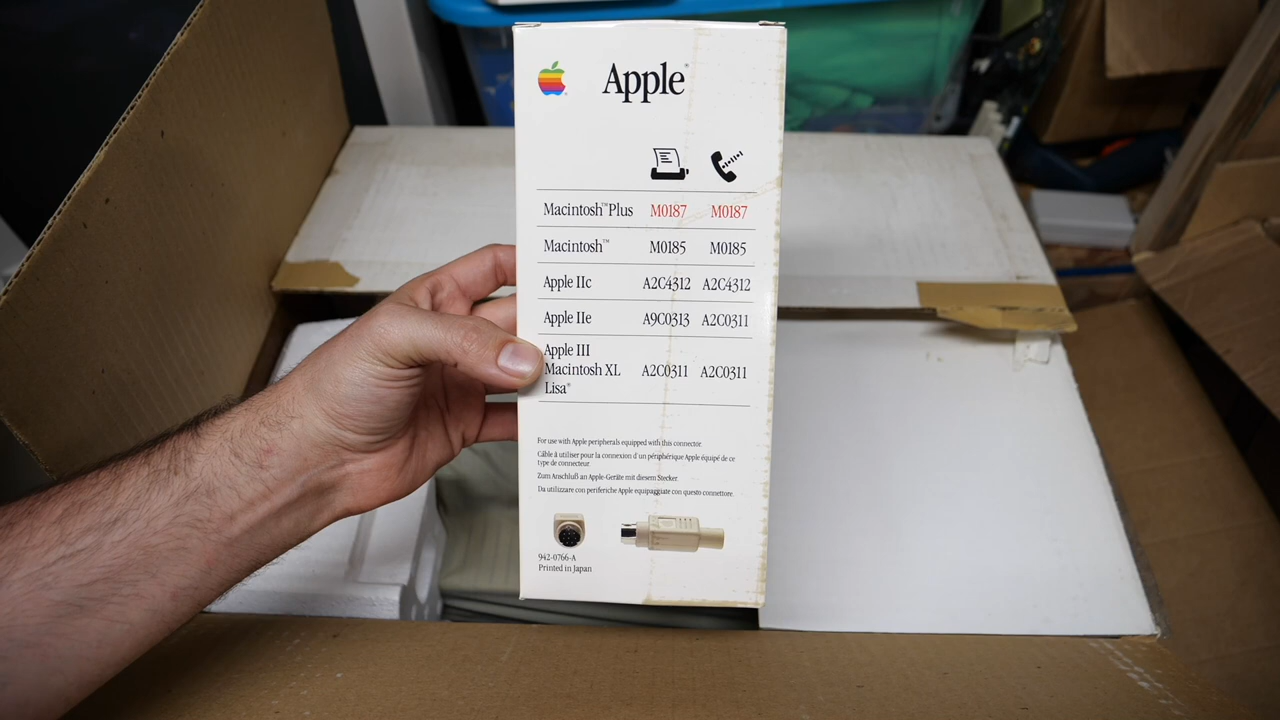 Apple®
Macintosh™ Plus M0187 M0187
Macintosh™ M0185 M0185
Apple IIc A2C4312 A2C4312
Apple IIe A9C0313 A2C0311
Apple III
Macintosh XL A2C0311 A2C0311
Lisa®
For use with Apple peripherals equipped with this connector.
Câble à utiliser pour la connexion d'un périphérique Apple équipé de ce
type de connecteur.
Zum Anschluß an Apple-Geräte mit diesem Stecker.
Da utilizzare con periferiche Apple equipaggiate con questo connettore.
942-0766-A
Printed in Japan